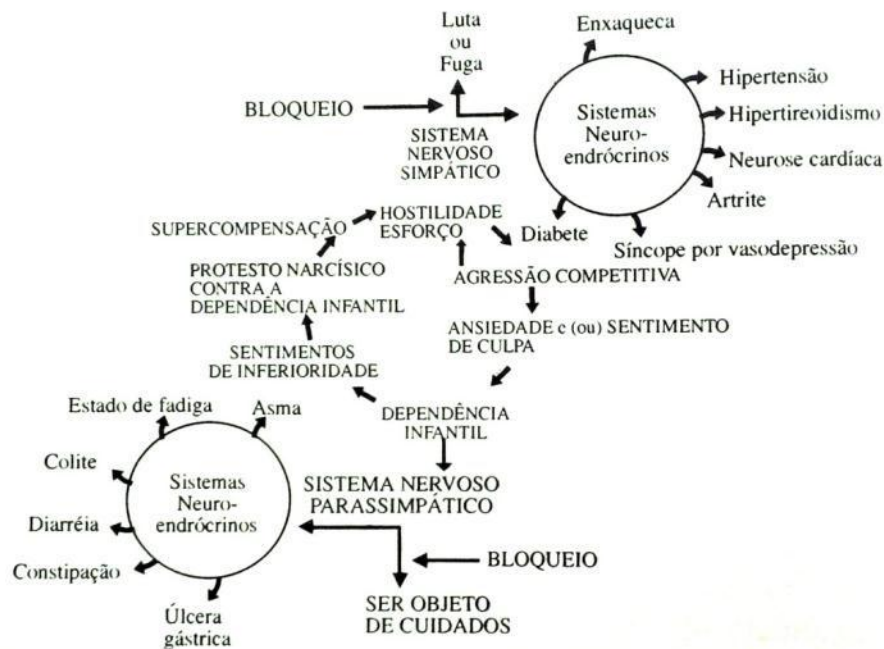 Luta
ou
Fuga
Enxaqueca
Hipertensão
BLOQUEIO
Sistemas
Neuro-
endrócrinos
Hipertireoidismo
SISTEMA
NERVOSO
SIMPÁTICO
Neurose cardíaca
Artrite
SUPERCOMPENSAÇÃO
HOSTILIDADE
ESFORÇO
Diabete
Síncope por vasodepressão
PROTESTO NARCÍSICO
CONTRA A
DEPENDÊNCIA INFANTIL
AGRESSÃO COMPETITIVA
ANSIEDADE e (ou) SENTIMENTO
DE CULPA
SENTIMENTOS
DE INFERIORIDADE
Estado de fadiga
Asma
DEPENDÊNCIA
INFANTIL
Colite
Sistemas
Neuro-
endrócrinos
SISTEMA NERVOSO
PARASSIMPÁTICO
Diarréia
Constipação
BLOQUEIO
Úlcera
gástrica
SER OBJETO
DE CUIDADOS